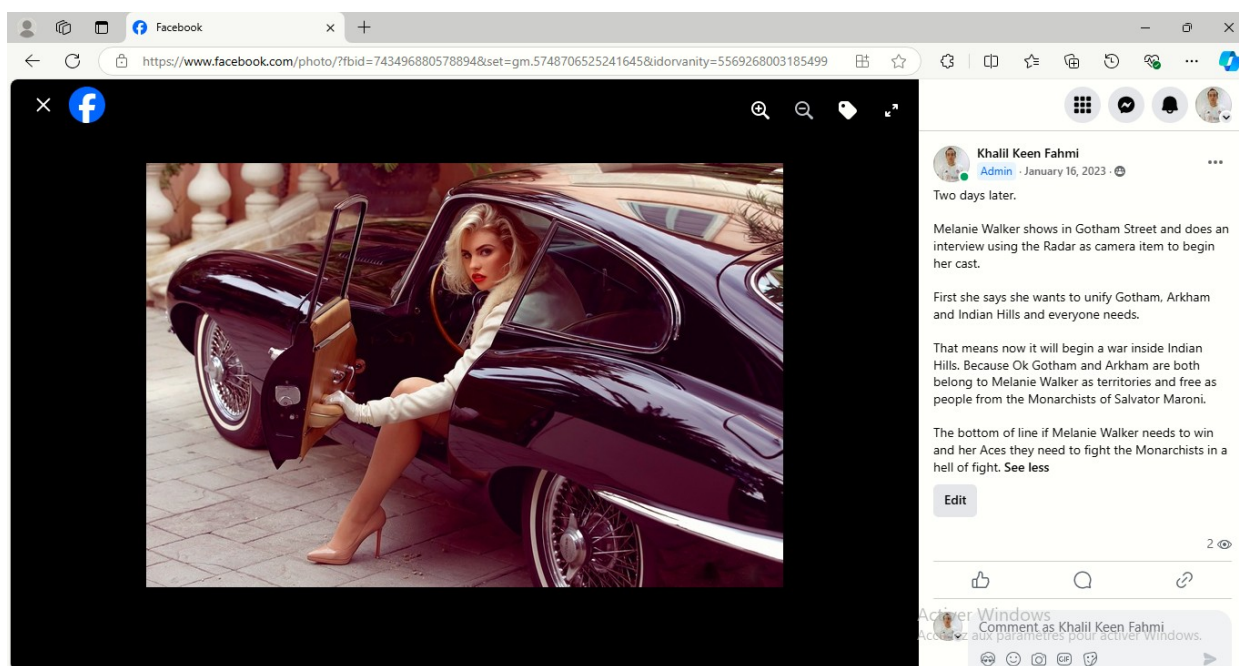 Facebook
https://www.facebook.com/photo/?fbid=743496880578894&set=gm.5748706525241645&idorvanity=5569268003185499
Khalil Keen Fahmi
Admin · January 16, 2023 ·
Two days later.
Melanie Walker shows in Gotham Street and does an
interview using the Radar as camera item to begin
her cast.
First she says she wants to unify Gotham, Arkham
and Indian Hills and everyone needs.
That means now it will begin a war inside Indian
Hills. Because Ok Gotham and Arkham are both
belong to Melanie Walker as territories and free as
people from the Monarchists of Salvator Maroni.
The bottom of line if Melanie Walker needs to win
and her Aces they need to fight the Monarchists in a
hell of fight. See less
Edit
2
Activer Windows
Comment as Khalil Keen Fahmi
Accédez aux paramètres pour activer Windows.
GIF